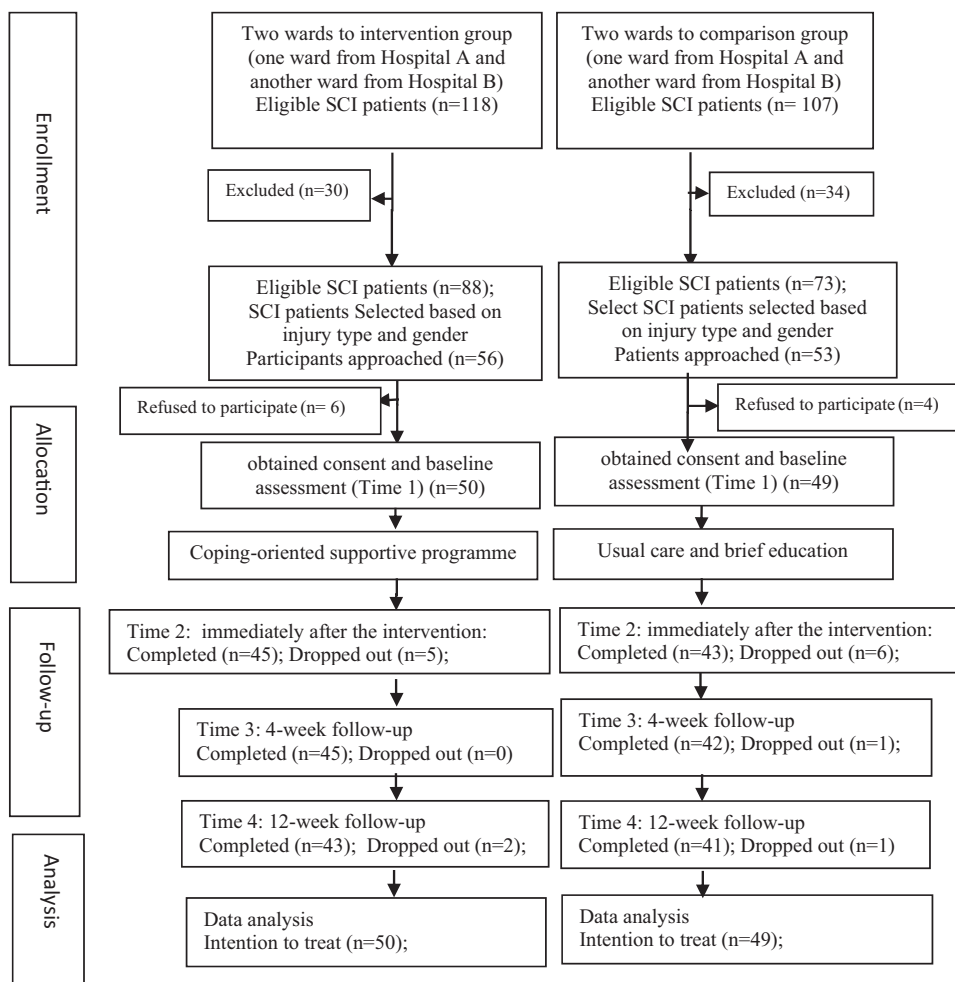 Enrollment
Two wards to intervention group
(one ward from Hospital A and
another ward from Hospital B)
Eligible SCI patients (n=118)
Two wards to comparison group
(one ward from Hospital A and
another ward from Hospital B)
Eligible SCI patients (n= 107)
Excluded (n=30)
Excluded (n=34)
Eligible SCI patients (n=88);
SCI patients Selected based on
injury type and gender
Participants approached (n=56)
Eligible SCI patients (n=73);
Select SCI patients selected based
on injury type and gender
Patients approached (n=53)
Refused to participate (n= 6)
Refused to participate (n=4)
Allocation
obtained consent and baseline
assessment (Time 1) (n=50)
obtained consent and baseline
assessment (Time 1) (n=49)
Coping-oriented supportive programme
Usual care and brief education
Follow-up
Time 2:  immediately after the intervention:
Completed (n=45); Dropped out (n=5);
Time 2: immediately after the intervention:
Completed (n=43); Dropped out (n=6);
Time 3: 4-week follow-up
Completed (n=45); Dropped out (n=0)
Time 3: 4-week follow-up
Completed (n=42); Dropped out (n=1);
Time 4: 12-week follow-up
Completed (n=43);  Dropped out (n=2);
Time 4: 12-week follow-up
Completed (n=41); Dropped out (n=1)
Analysis
Data analysis
Intention to treat (n=50);
Data analysis
Intention to treat (n=49);